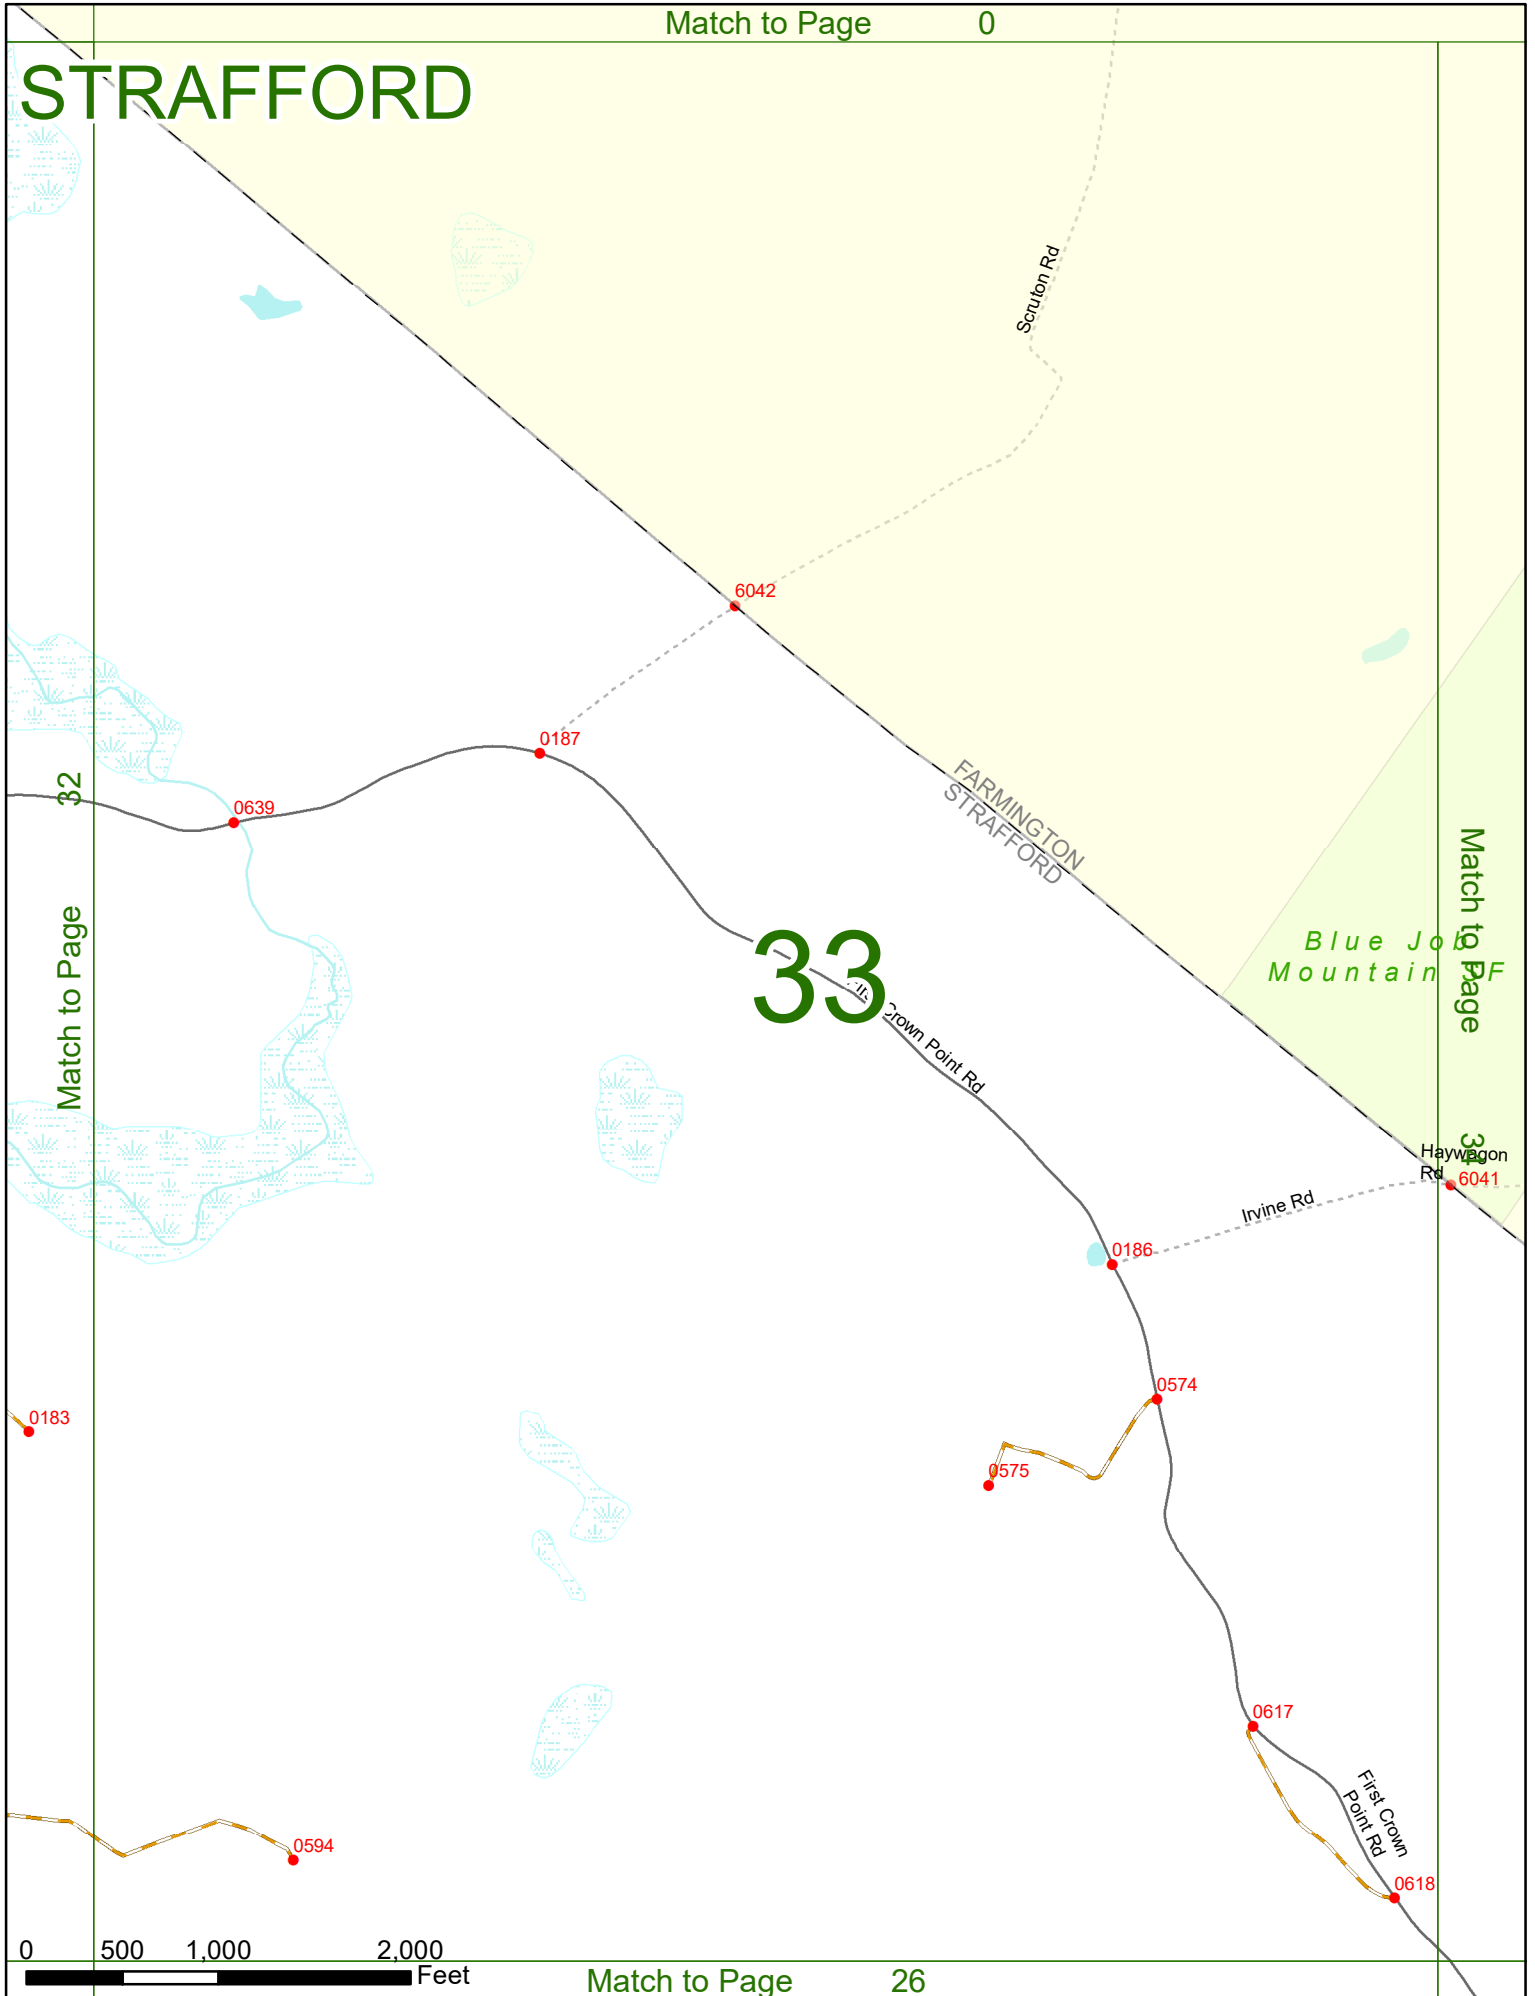 Match to Page 0
STRAFFORD
Scruton Rd
6042
0187
32
0639
FARMINGTON
STRAFFORD
Match to Page
Match to Page
Blue Job
Mountain SF
33
Crown Point Rd
34
Haywagon
Rd
6041
Irvine Rd
0186
0574
0183
0575
0617
First Crown
Point Rd
0594
0618
0 500 1,000 2,000
Feet
Match to Page 26